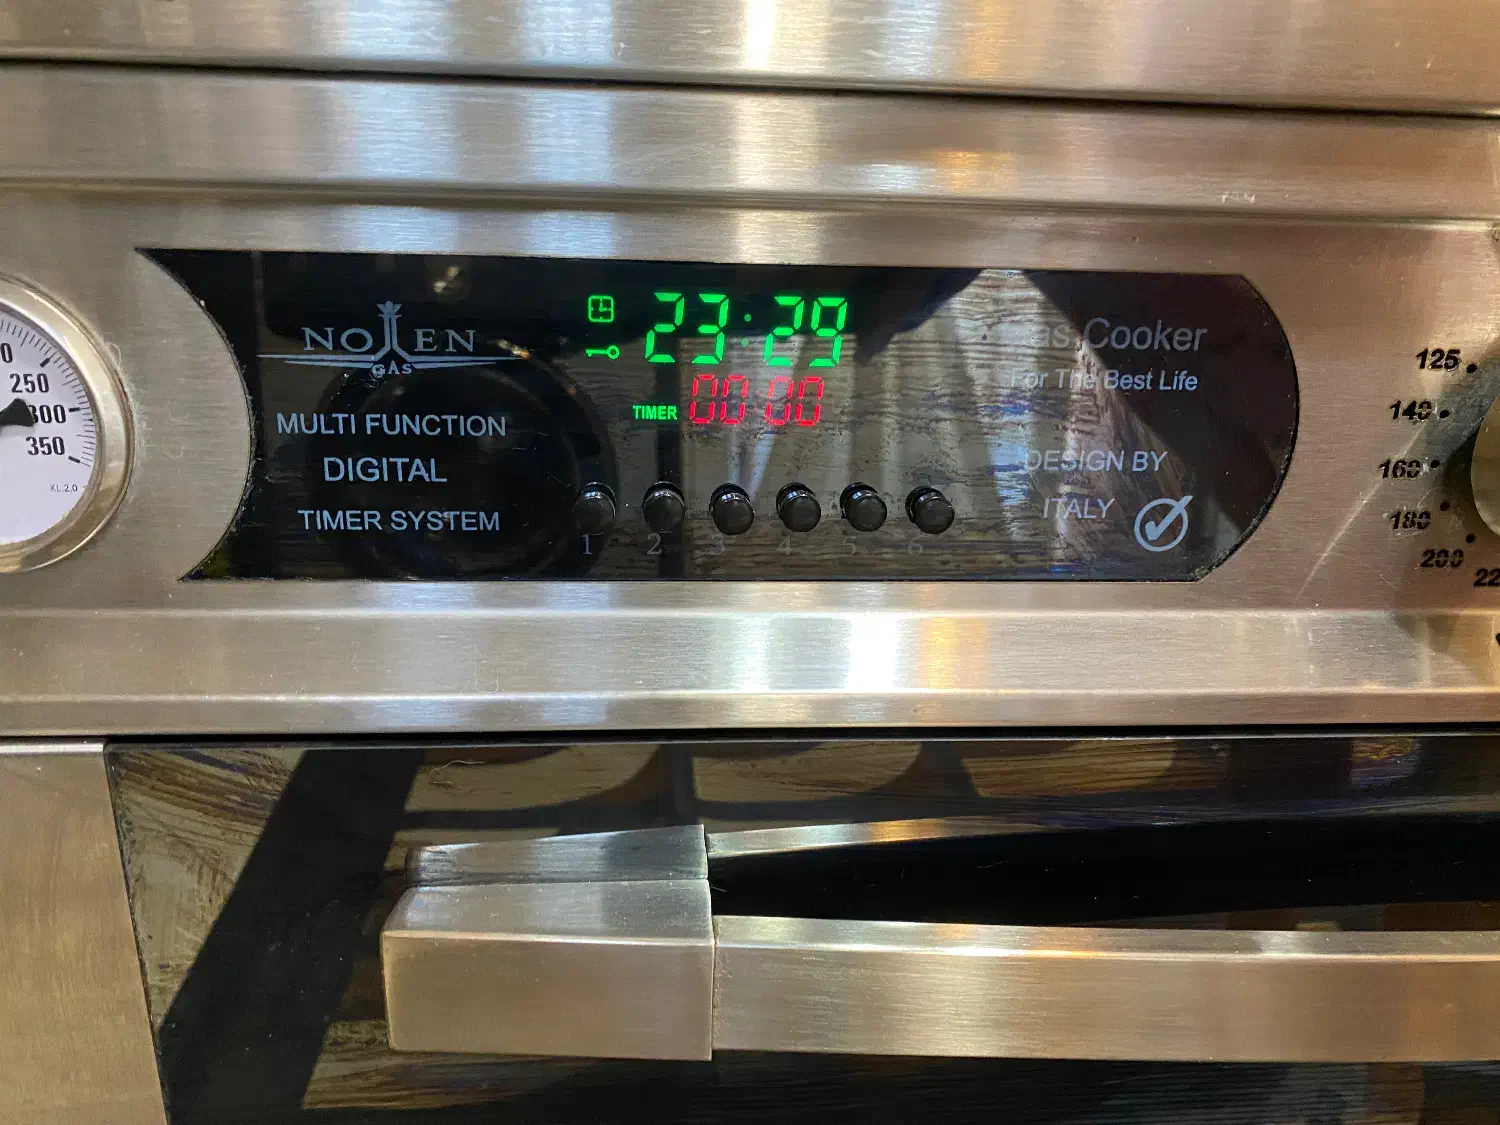 250
300
350
KL.2,0
NOLEN
GAS
MULTI FUNCTION
DIGITAL
TIMER SYSTEM
23:29
TIMER 00 00
1 2 3 4 5 6
Gas Cooker
For The Best Life
DESIGN BY
ITALY
125
140
160
180
200